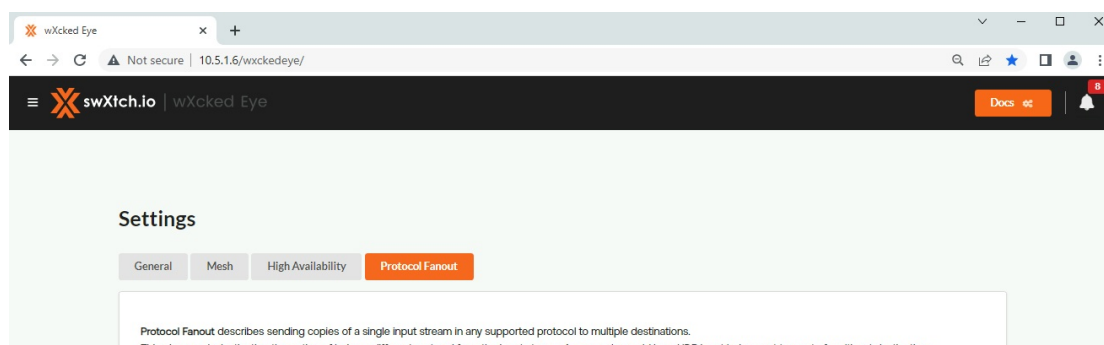 wXcked Eye
Not secure | 10.5.1.6/wxckedeye/
swXtch.io | wXcked Eye
Docs
8
Settings
General Mesh High Availability Protocol Fanout
Protocol Fanout describes sending copies of a single input stream in any supported protocol to multiple destinations.